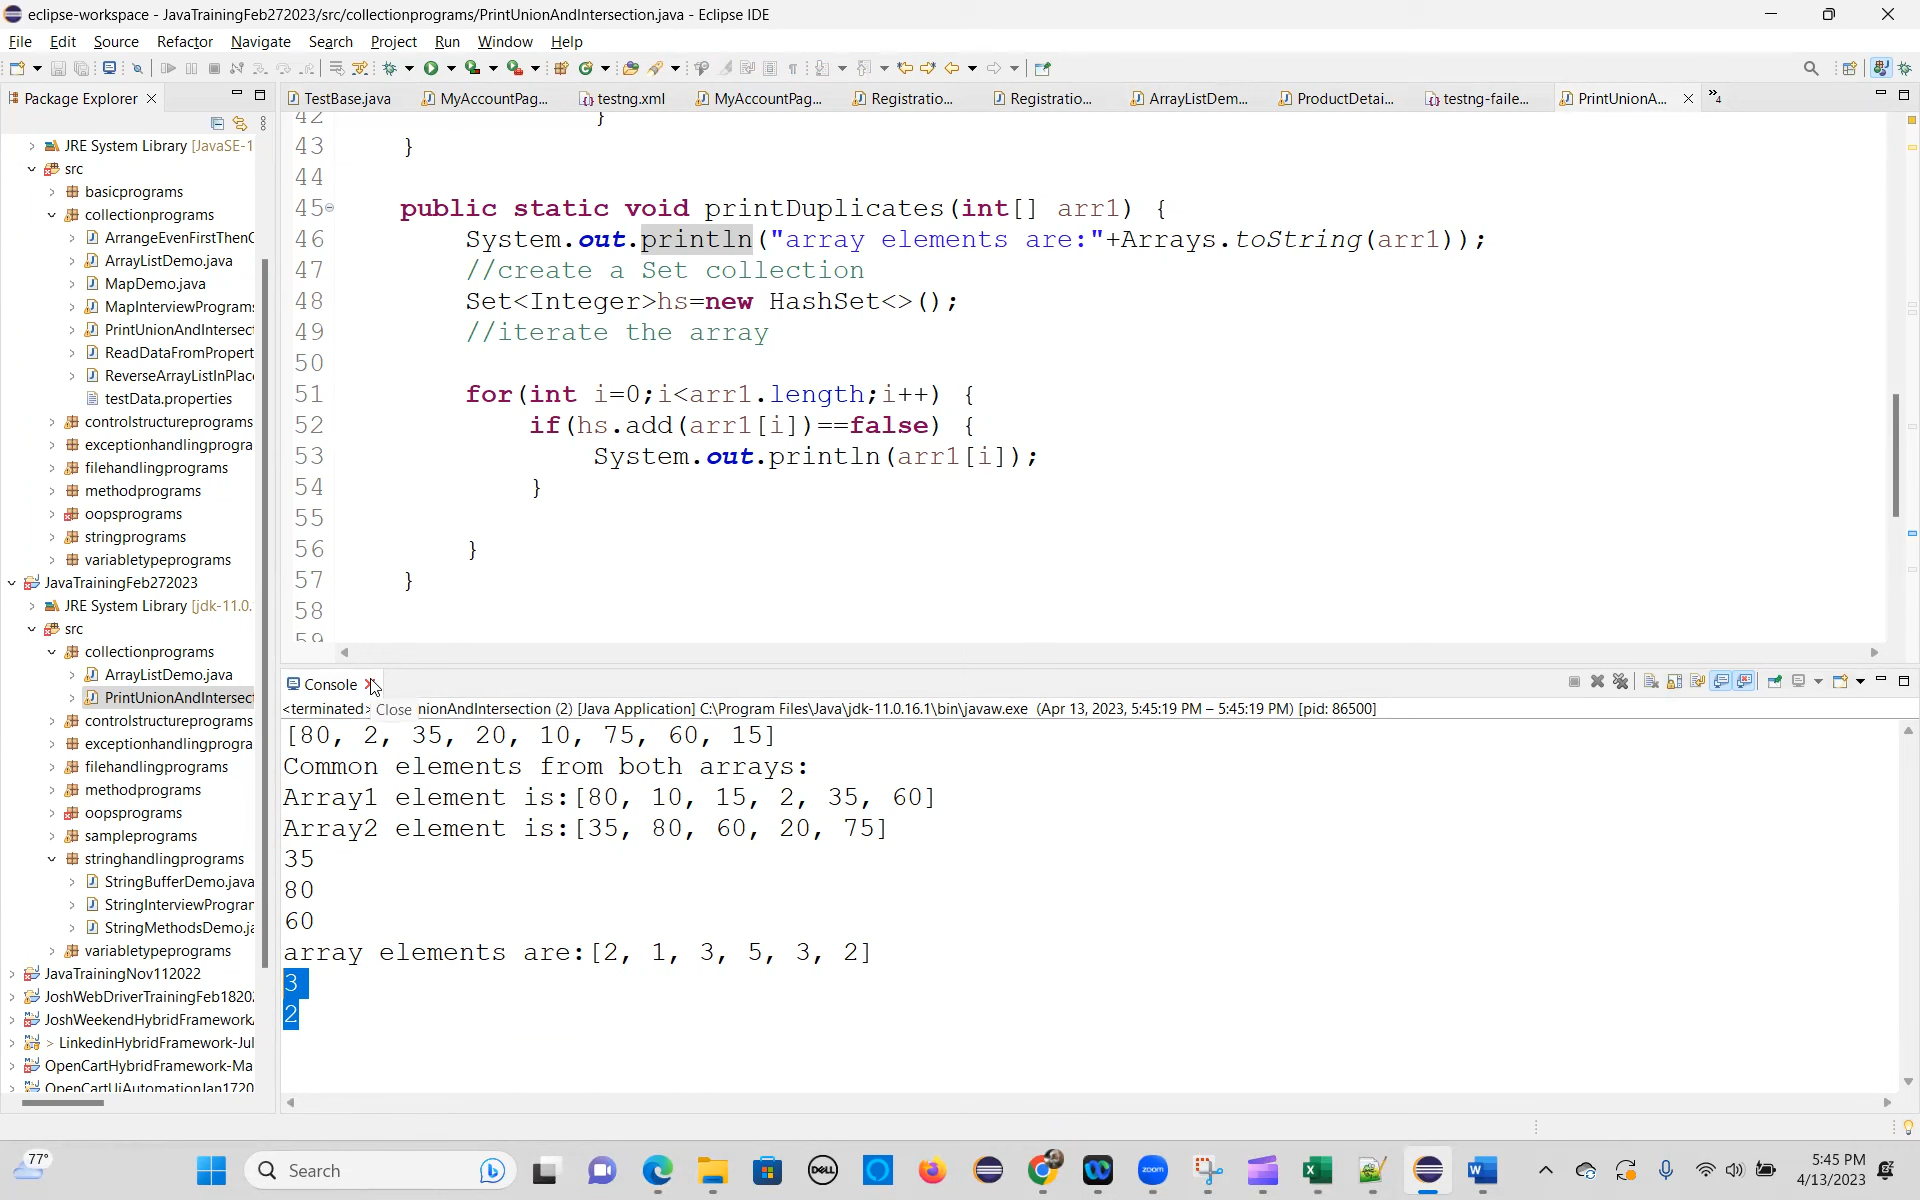 eclipse-workspace - JavaTrainingFeb272023/src/collectionprograms/PrintUnionAndIntersection.java - Eclipse IDE
File Edit Source Refactor Navigate Search Project Run Window Help
Package Explorer
TestBase.java MyAccountPag... testng.xml MyAccountPag... Registratio... Registratio... ArrayListDem... ProductDetai... testng-faile... PrintUnionA... 4
JRE System Library [JavaSE-1
src
basicprograms
collectionprograms
ArrangeEvenFirstThenO
ArrayListDemo.java
MapDemo.java
MapInterviewPrograms
PrintUnionAndIntersect
ReadDataFromPropert
ReverseArrayListInPlace
testData.properties
controlstructureprograms
exceptionhandlingprogra
filehandlingprograms
methodprograms
oopsprograms
stringprograms
variabletypeprograms
JavaTrainingFeb272023
JRE System Library [jdk-11.0.
src
collectionprograms
ArrayListDemo.java
PrintUnionAndIntersect
controlstructureprograms
exceptionhandlingprogra
filehandlingprograms
methodprograms
oopsprograms
sampleprograms
stringhandlingprograms
StringBufferDemo.java
StringInterviewPrograr
StringMethodsDemo.ja
variabletypeprograms
JavaTrainingNov112022
JoshWebDriverTrainingFeb1820
JoshWeekendHybridFramework
> LinkedinHybridFramework-Jul
OpenCartHybridFramework-Ma
OpenCartUiAutomationJan1720
42 }
43 }
44
45 public static void printDuplicates(int[] arr1) {
46 System.out.println("array elements are:"+Arrays.toString(arr1));
47 //create a Set collection
48 Set<Integer>hs=new HashSet<>();
49 //iterate the array
50
51 for(int i=0;i<arr1.length;i++) {
52 if(hs.add(arr1[i])==false) {
53 System.out.println(arr1[i]);
54 }
55
56 }
57 }
58
59
Console
<terminated> Close nionAndIntersection (2) [Java Application] C:\Program Files\Java\jdk-11.0.16.1\bin\javaw.exe (Apr 13, 2023, 5:45:19 PM – 5:45:19 PM) [pid: 86500]
[80, 2, 35, 20, 10, 75, 60, 15]
Common elements from both arrays:
Array1 element is:[80, 10, 15, 2, 35, 60]
Array2 element is:[35, 80, 60, 20, 75]
35
80
60
array elements are:[2, 1, 3, 5, 3, 2]
3
2
77°
Search
DELL
zoom
5:45 PM
4/13/2023